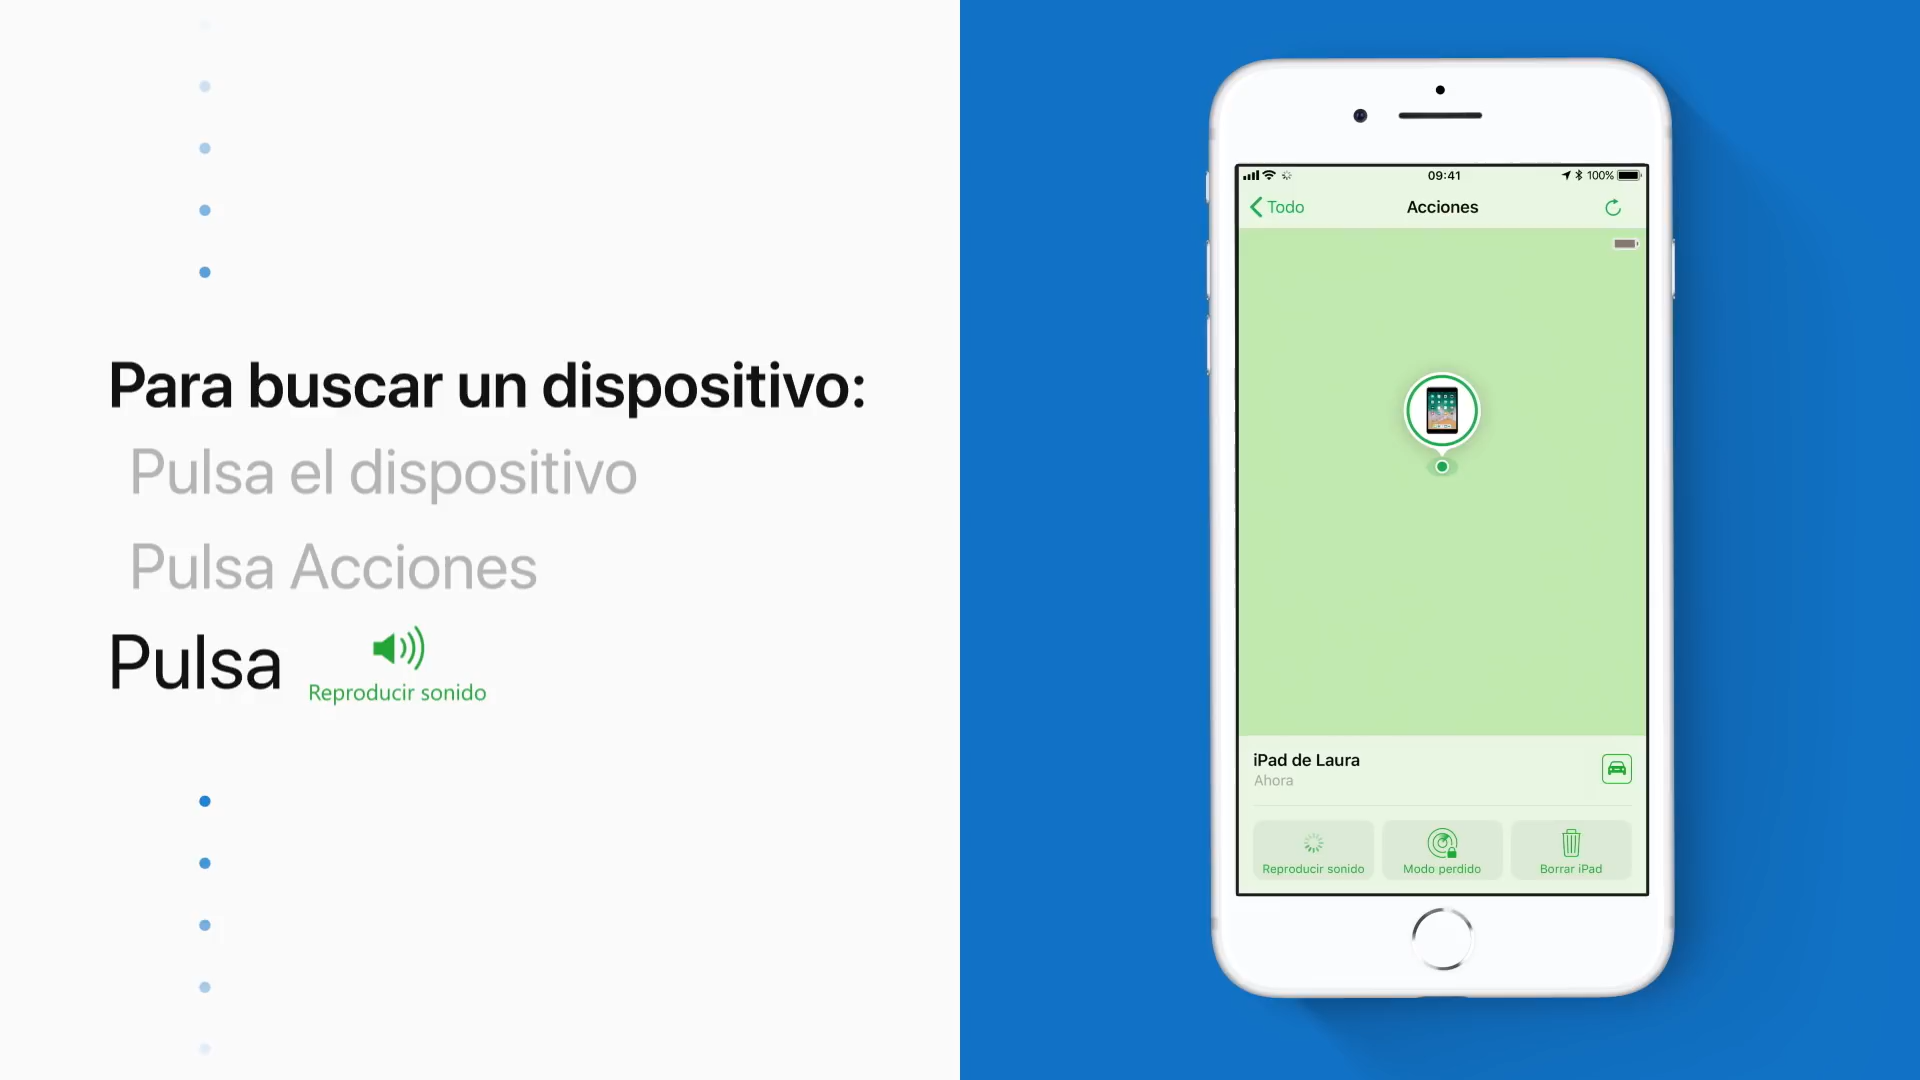 Para buscar un dispositivo:
Pulsa el dispositivo
Pulsa Acciones
Pulsa
Reproducir sonido
09:41
100%
Todo
Acciones
iPad de Laura
Ahora
Reproducir sonido
Modo perdido
Borrar iPad